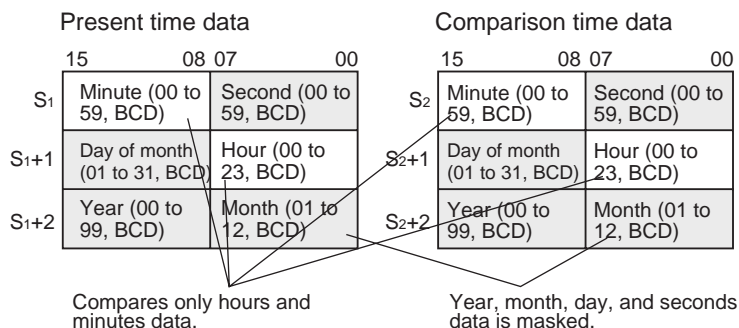 Present time data
Comparison time data
15 08 07 00
15 08 07 00
S1
Minute (00 to
59, BCD)
Second (00 to
59, BCD)
S2
Minute (00 to
59, BCD)
Second (00 to
59, BCD)
S1+1
Day of month
(01 to 31, BCD)
Hour (00 to
23, BCD)
S2+1
Day of month
(01 to 31, BCD)
Hour (00 to
23, BCD)
S1+2
Year (00 to
99, BCD)
Month (01 to
12, BCD)
S2+2
Year (00 to
99, BCD)
Month (01 to
12, BCD)
Compares only hours and
minutes data.
Year, month, day, and seconds
data is masked.